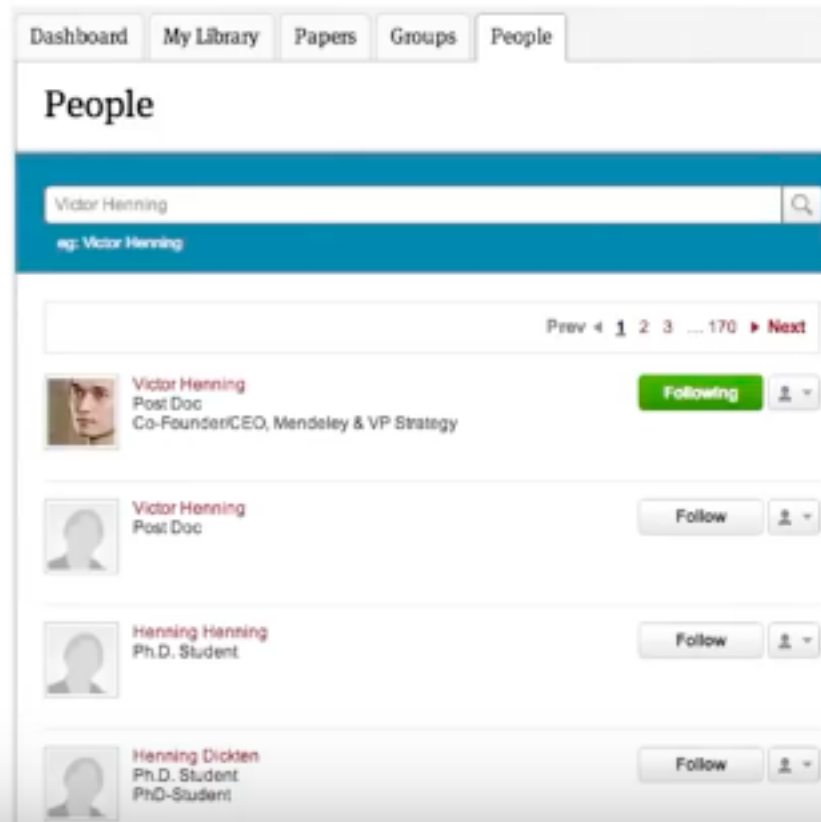 Dashboard My Library Papers Groups People
People
Victor Henning
eg: Victor Henning
Prev 1 2 3 ... 170 Next
Victor Henning
Post Doc
Co-Founder/CEO, Mendeley & VP Strategy
Following
Victor Henning
Post Doc
Follow
Henning Henning
Ph.D. Student
Follow
Henning Dickten
Ph.D. Student
PhD-Student
Follow